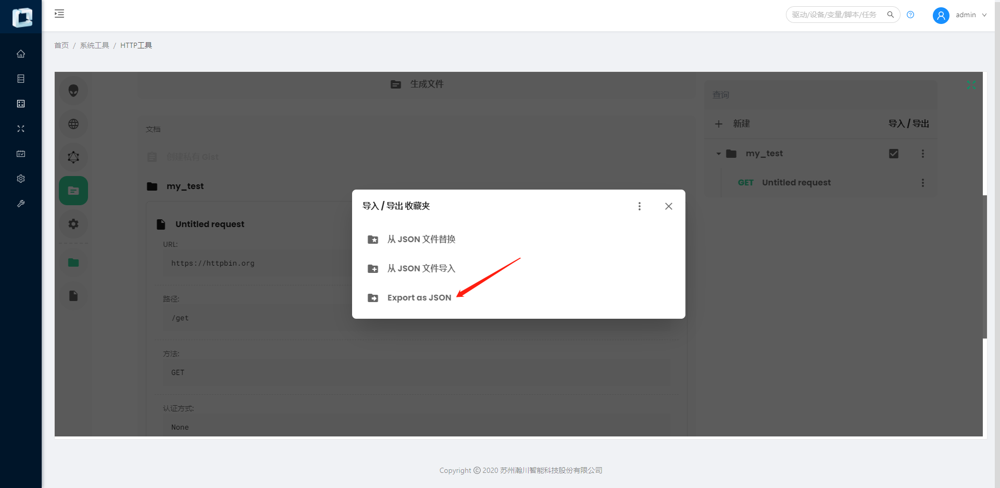 驱动/设备/变量/脚本/任务
admin
首页 / 系统工具 / HTTP工具
生成文件
文档
创建私有 Gist
my_test
Untitled request
URL:
https://httpbin.org
路径:
/get
方法:
GET
认证方式:
None
查询
新建
导入 / 导出
my_test
GET Untitled request
导入 / 导出 收藏夹
从 JSON 文件替换
从 JSON 文件导入
Export as JSON
Copyright © 2020 苏州瀚川智能科技股份有限公司